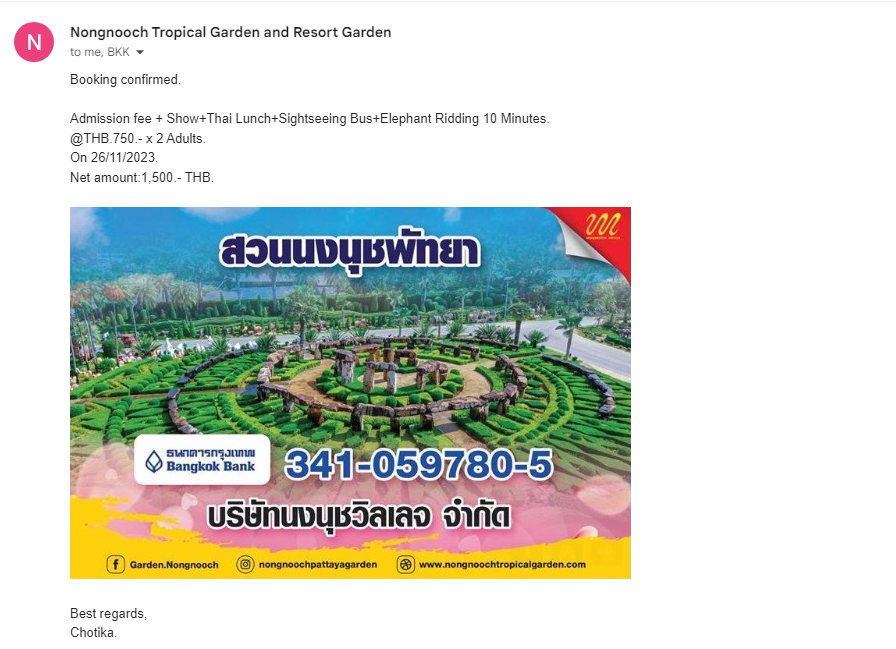 N
Nongnooch Tropical Garden and Resort Garden
to me, BKK
Booking confirmed.
Admission fee + Show+Thai Lunch+Sightseeing Bus+Elephant Ridding 10 Minutes.
@THB.750.- x 2 Adults.
On 26/11/2023.
Net amount:1,500.- THB.
สวนนงนุชพัทยา
ธนาคารกรุงเทพ
Bangkok Bank
341-059780-5
บริษัทนงนุชวิลเลจ จำกัด
Garden.Nongnooch
nongnoochpattayagarden
www.nongnoochtropicalgarden.com
Best regards,
Chotika.